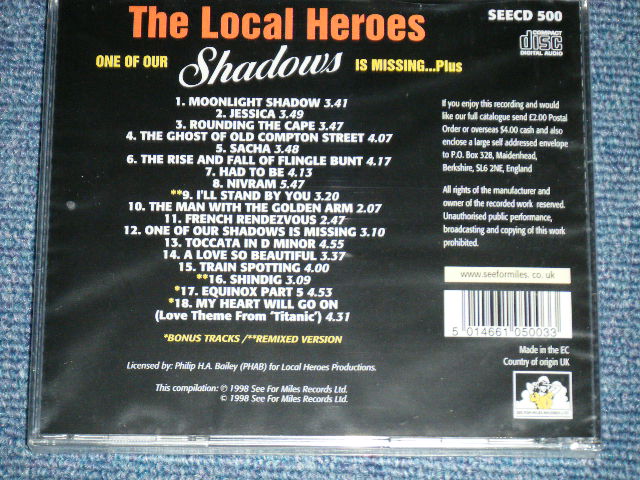 The Local Heroes
SEECD 500
COMPACT
disc
DIGITAL AUDIO
ONE OF OUR Shadows IS MISSING...Plus
1. MOONLIGHT SHADOW 3.41
2. JESSICA 3.49
3. ROUNDING THE CAPE 3.47
4. THE GHOST OF OLD COMPTON STREET 4.07
5. SACHA 3.48
6. THE RISE AND FALL OF FLINGLE BUNT 4.17
7. HAD TO BE 4.13
8. NIVRAM 5.47
**9. I'LL STAND BY YOU 3.20
10. THE MAN WITH THE GOLDEN ARM 2.07
11. FRENCH RENDEZVOUS 2.47
12. ONE OF OUR SHADOWS IS MISSING 3.10
13. TOCCATA IN D MINOR 4.55
14. A LOVE SO BEAUTIFUL 3.37
15. TRAIN SPOTTING 4.00
**16. SHINDIG 3.09
*17. EQUINOX PART 5 4.53
*18. MY HEART WILL GO ON
(Love Theme From 'Titanic') 4.31
*BONUS TRACKS /**REMIXED VERSION
Licensed by: Philip H.A. Bailey (PHAB) for Local Heroes Productions.
This compilation: ℗ 1998 See For Miles Records Ltd.
© 1998 See For Miles Records Ltd.
If you enjoy this recording and would
like our full catalogue send £2.00 Postal
Order or overseas $4.00 cash and also
enclose a large self addressed envelope
to P.O. Box 328, Maidenhead,
Berkshire, SL6 2NE, England
All rights of the manufacturer and
owner of the recorded work reserved.
Unauthorised public performance,
broadcasting and copying of this work
prohibited.
www.seeformiles. co. uk
5 014661 050033
Made in the EC
Country of origin UK
SEE FOR MILES RECORDS LTD.